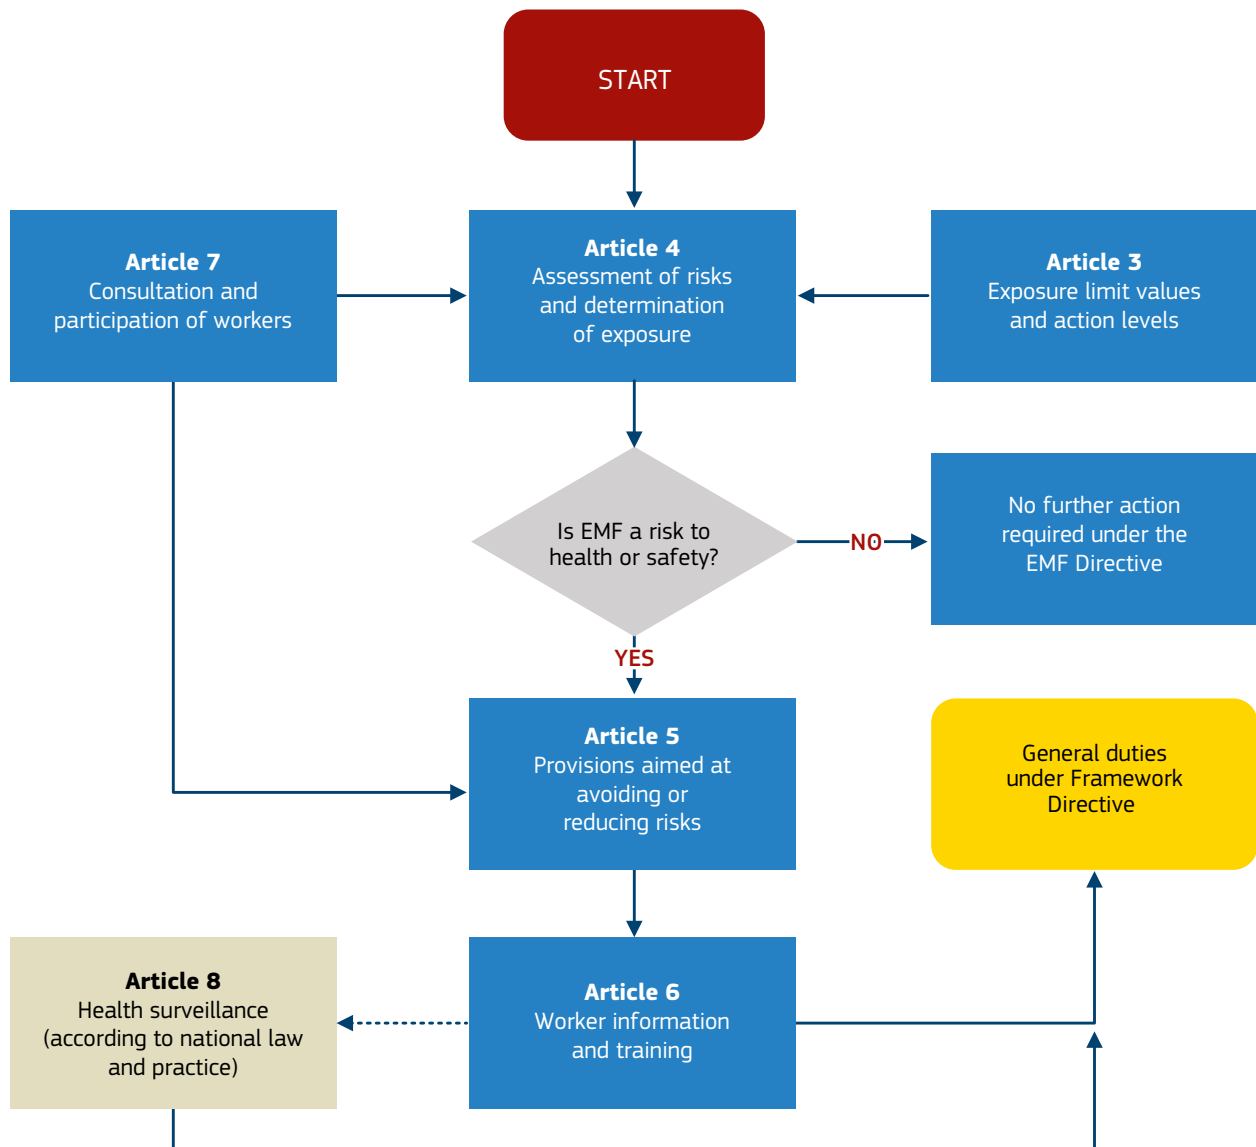 START
Article 7
Consultation and
participation of workers
Article 4
Assessment of risks
and determination
of exposure
Article 3
Exposure limit values
and action levels
Is EMF a risk to
health or safety?
NO
No further action
required under the
EMF Directive
YES
Article 5
Provisions aimed at
avoiding or
reducing risks
General duties
under Framework
Directive
Article 8
Health surveillance
(according to national law
and practice)
Article 6
Worker information
and training